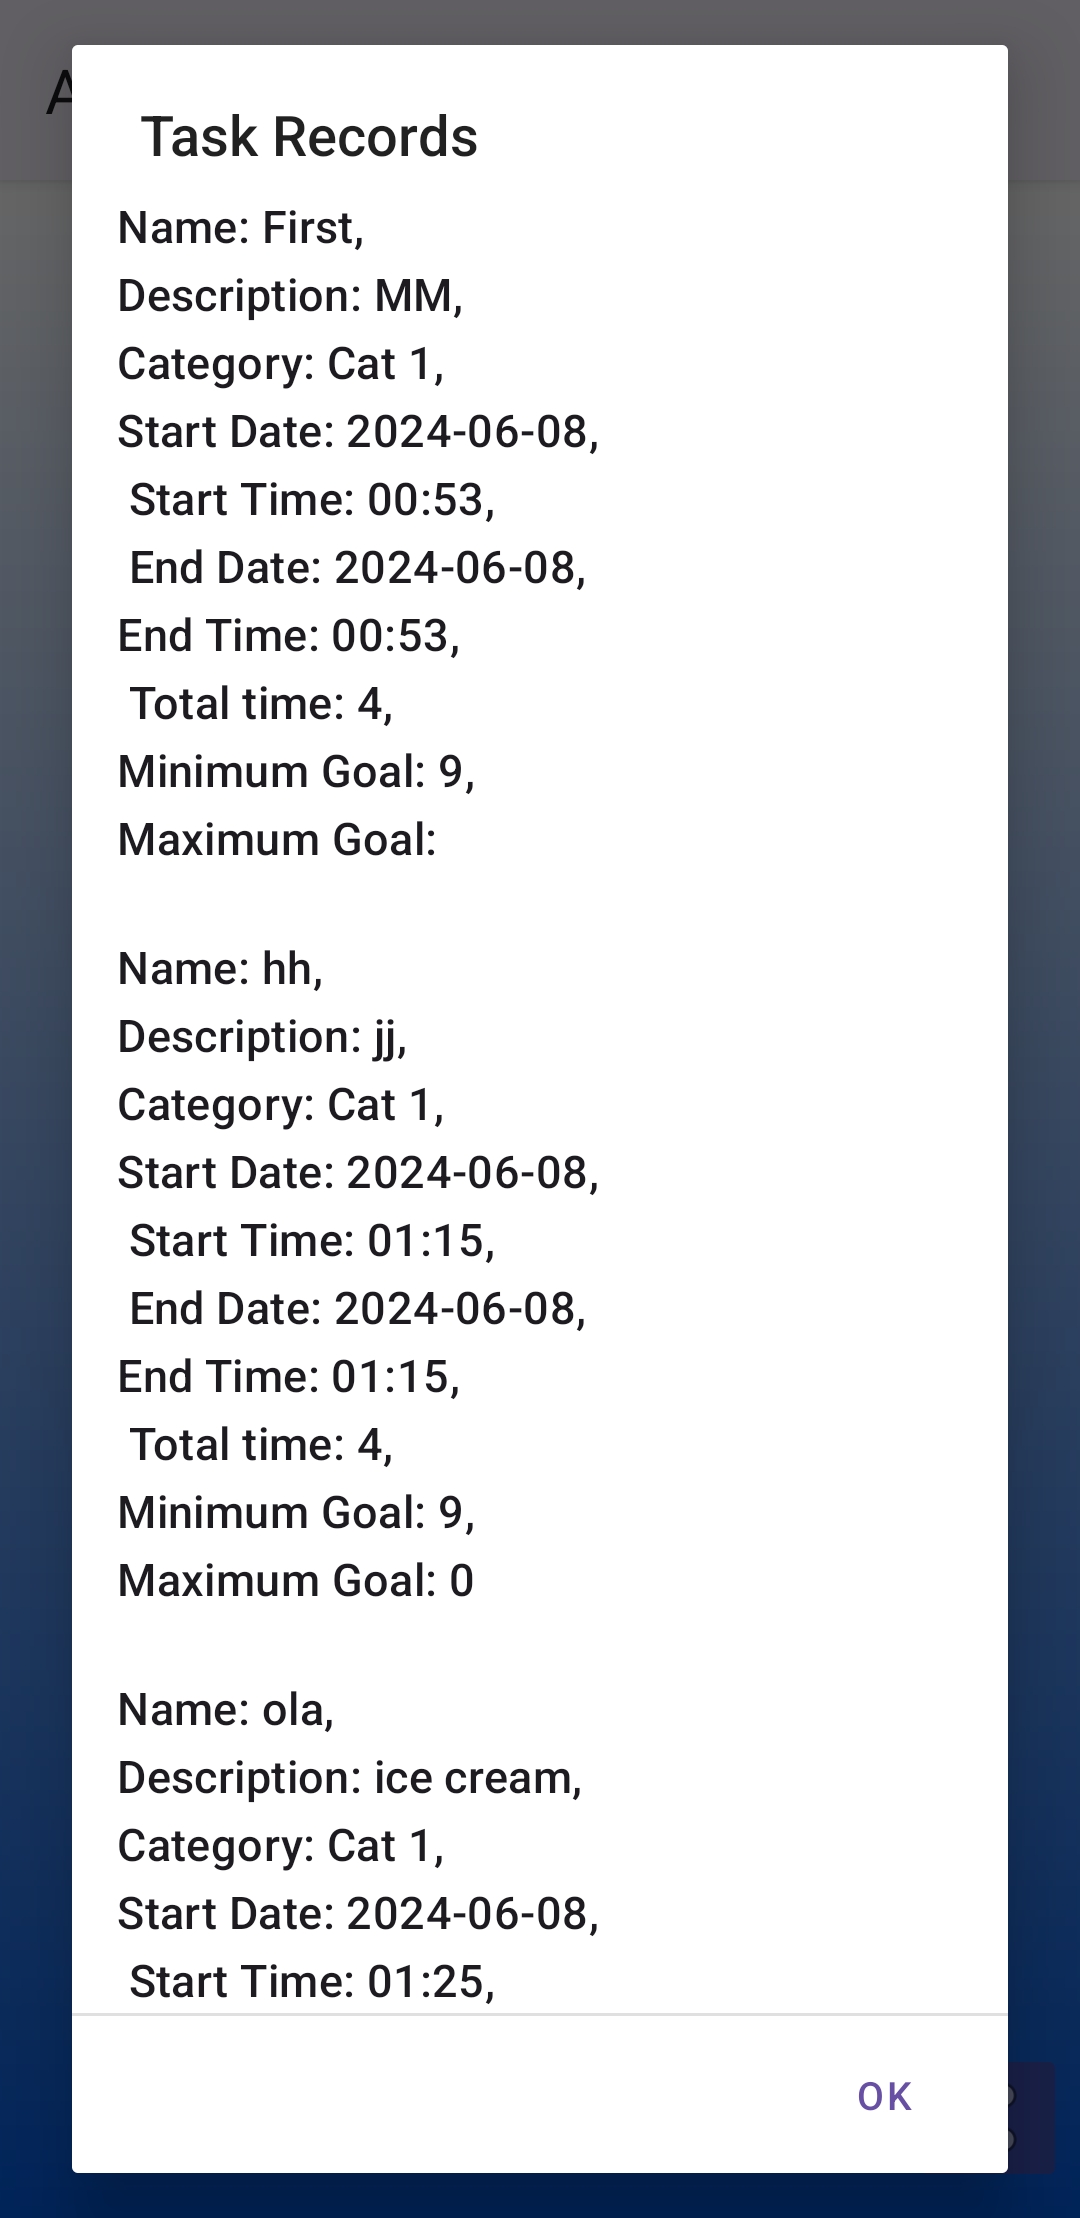 Task Records
Name: First,
Description: MM,
Category: Cat 1,
Start Date: 2024-06-08,
Start Time: 00:53,
End Date: 2024-06-08,
End Time: 00:53,
Total time: 4,
Minimum Goal: 9,
Maximum Goal:
Name: hh,
Description: jj,
Category: Cat 1,
Start Date: 2024-06-08,
Start Time: 01:15,
End Date: 2024-06-08,
End Time: 01:15,
Total time: 4,
Minimum Goal: 9,
Maximum Goal: 0
Name: ola,
Description: ice cream,
Category: Cat 1,
Start Date: 2024-06-08,
Start Time: 01:25,
OK